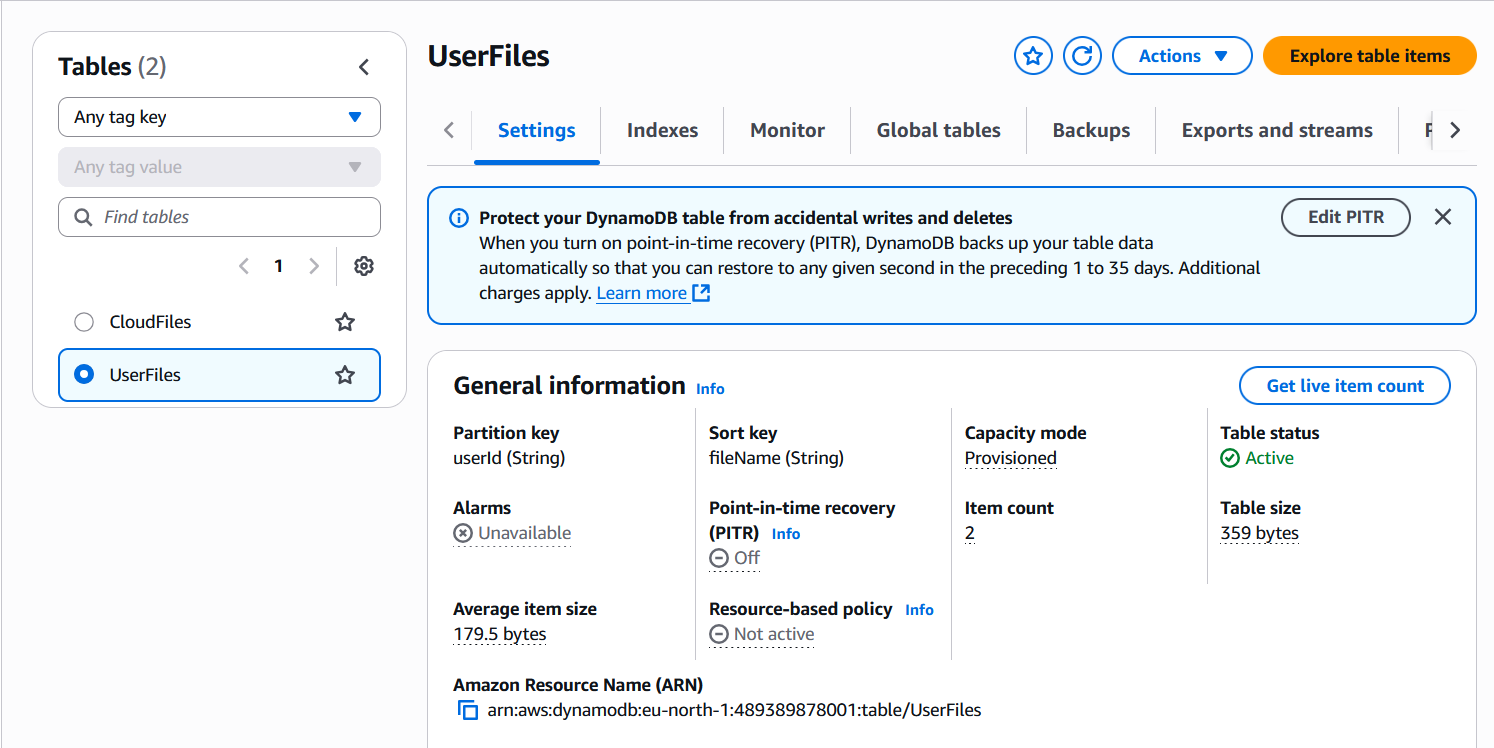 Tables (2)
Any tag key
Any tag value
Find tables
1
CloudFiles
UserFiles
UserFiles
Actions
Explore table items
Settings
Indexes
Monitor
Global tables
Backups
Exports and streams
Protect your DynamoDB table from accidental writes and deletes
When you turn on point-in-time recovery (PITR), DynamoDB backs up your table data
automatically so that you can restore to any given second in the preceding 1 to 35 days. Additional
charges apply. Learn more
Edit PITR
General information Info
Get live item count
Partition key
userId (String)
Sort key
fileName (String)
Capacity mode
Provisioned
Table status
Active
Alarms
Unavailable
Point-in-time recovery
(PITR) Info
Off
Item count
2
Table size
359 bytes
Average item size
179.5 bytes
Resource-based policy Info
Not active
Amazon Resource Name (ARN)
arn:aws:dynamodb:eu-north-1:489389878001:table/UserFiles